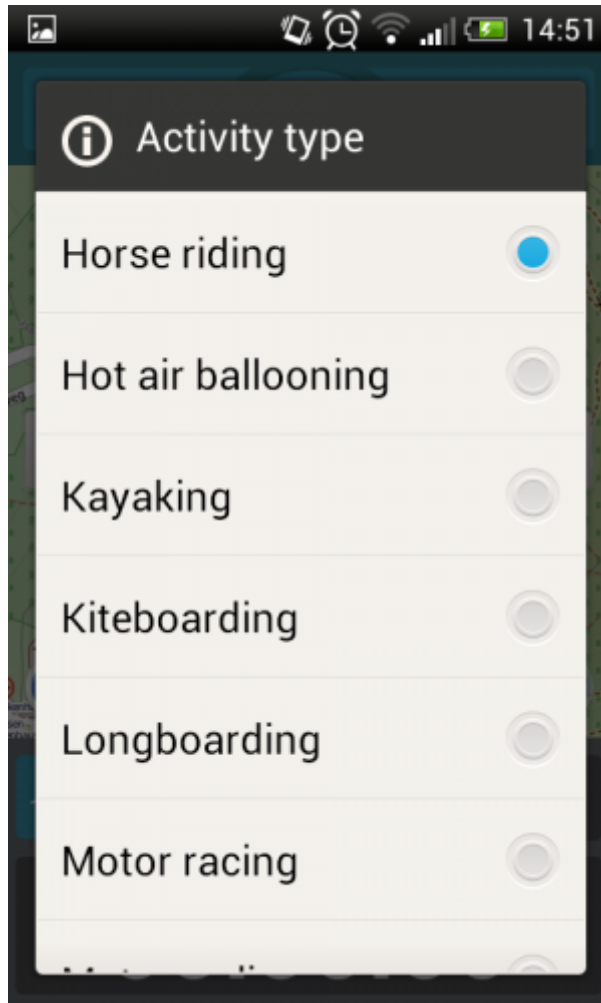 14:51
Activity type
Horse riding
Hot air ballooning
Kayaking
Kiteboarding
Longboarding
Motor racing